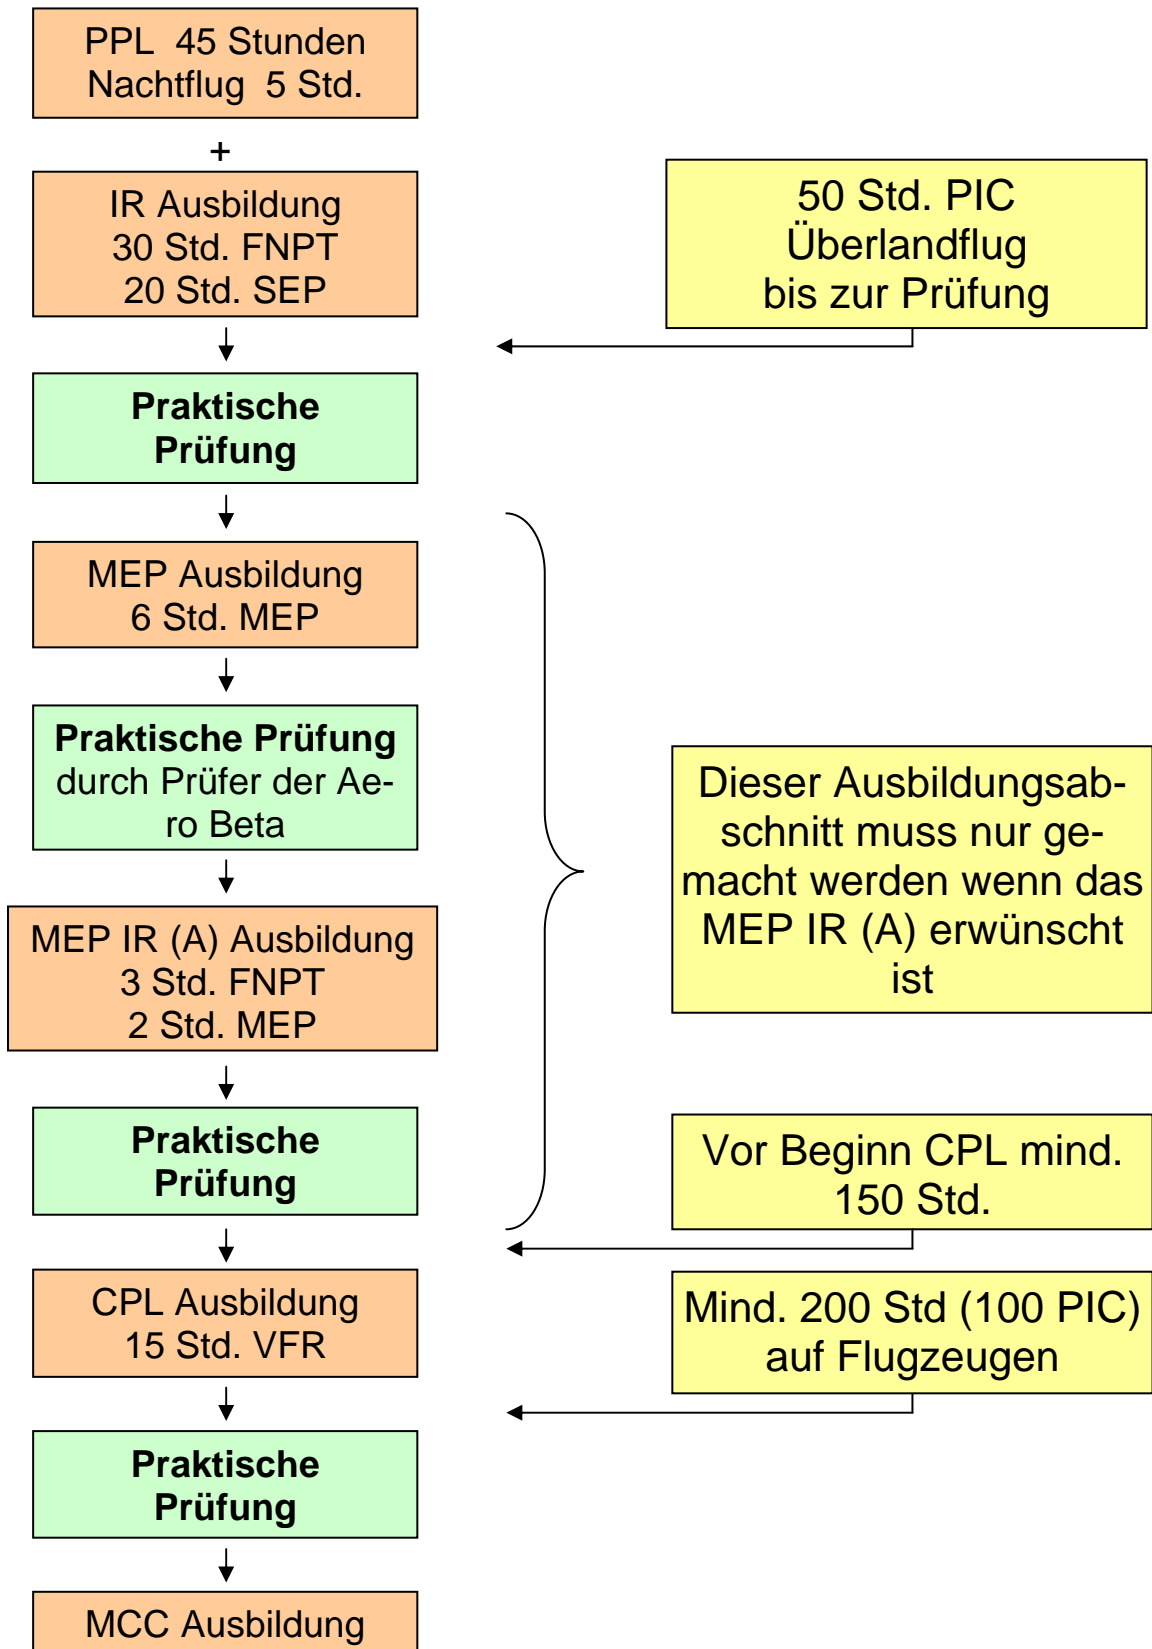 PPL 45 Stunden
Nachtflug 5 Std.
+
IR Ausbildung
30 Std. FNPT
20 Std. SEP
50 Std. PIC
Überlandflug
bis zur Prüfung
Praktische
Prüfung
MEP Ausbildung
6 Std. MEP
Praktische Prüfung
durch Prüfer der Ae-
ro Beta
Dieser Ausbildungsab-
schnitt muss nur ge-
macht werden wenn das
MEP IR (A) erwünscht
ist
MEP IR (A) Ausbildung
3 Std. FNPT
2 Std. MEP
Praktische
Prüfung
Vor Beginn CPL mind.
150 Std.
CPL Ausbildung
15 Std. VFR
Mind. 200 Std (100 PIC)
auf Flugzeugen
Praktische
Prüfung
MCC Ausbildung